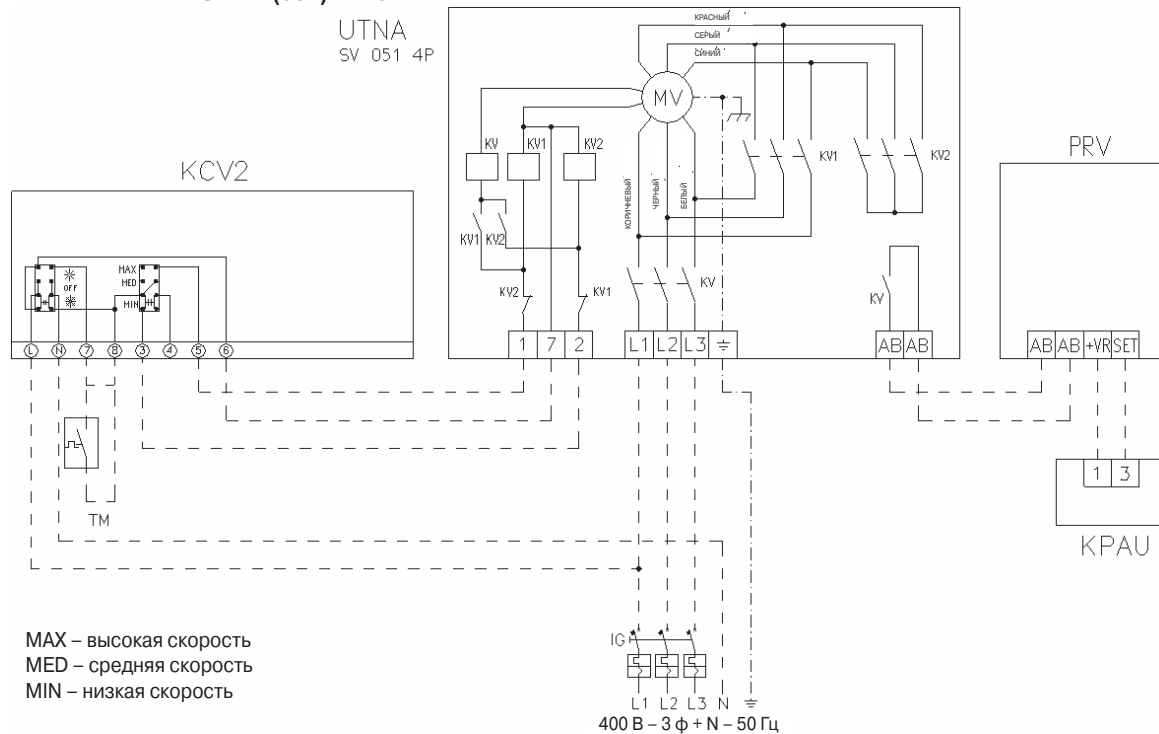 UTNA
SV 051 4P
КРАСНЫЙ
СЕРЫЙ
СИНИЙ
MV
KV
KV1
KV2
KV1
KV2
PRV
KCV2
КОРИЧНЕВЫЙ
ЧЕРНЫЙ
БЕЛЫЙ
KV1
KV2
MAX
MED
MIN
OFF
KV2
KV1
KV
KV
L
N
7
8
3
4
5
6
1
7
2
L1
L2
L3
AB
AB
AB
AB
+VR
SET
1
3
KPAU
TM
MAX – высокая скорость
MED – средняя скорость
MIN – низкая скорость
IG
L1 L2 L3 N
400 В – 3 ф + N – 50 Гц